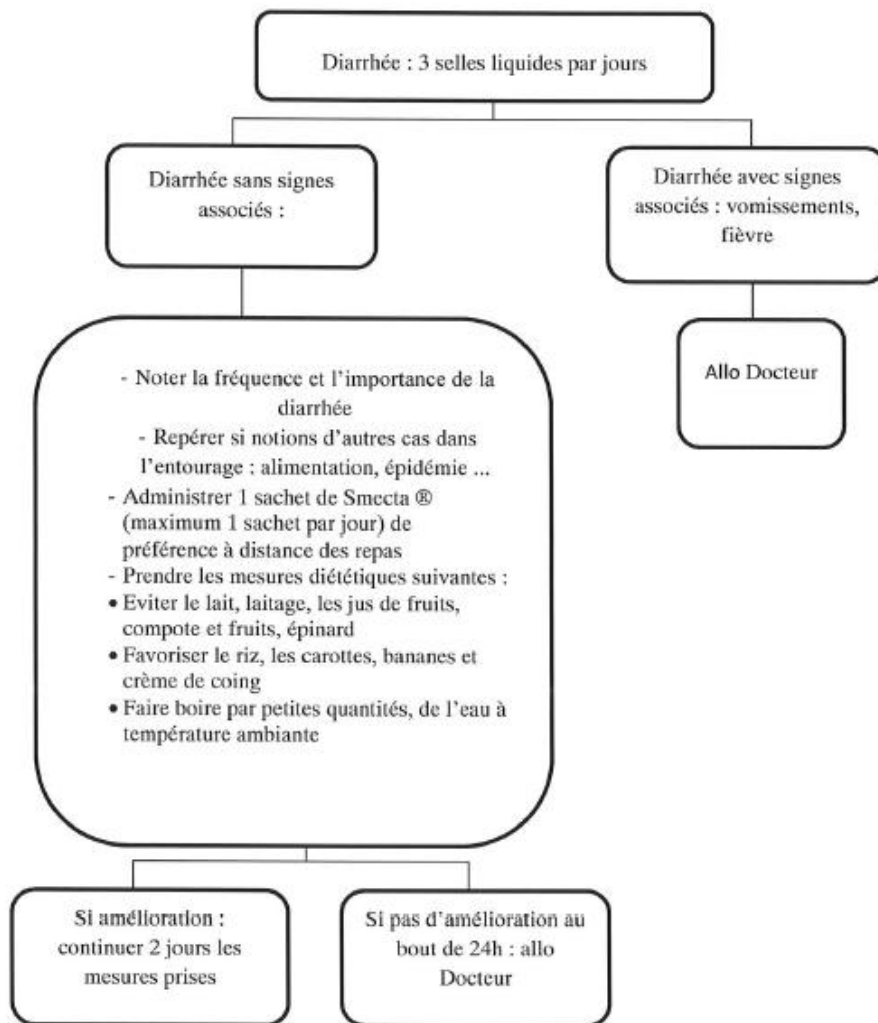 Diarrhée : 3 selles liquides par jours
Diarrhée sans signes
associés :
Diarrhée avec signes
associés : vomissements,
fièvre
Allo Docteur
- Noter la fréquence et l'importance de la
diarrhée
- Repérer si notions d'autres cas dans
l'entourage : alimentation, épidémie ...
- Administrer 1 sachet de Smecta ®
(maximum 1 sachet par jour) de
préférence à distance des repas
- Prendre les mesures diététiques suivantes :
• Eviter le lait, laitage, les jus de fruits,
compote et fruits, épinard
• Favoriser le riz, les carottes, bananes et
crème de coing
• Faire boire par petites quantités, de l'eau à
température ambiante
Si amélioration :
continuer 2 jours les
mesures prises
Si pas d'amélioration au
bout de 24h : allo
Docteur